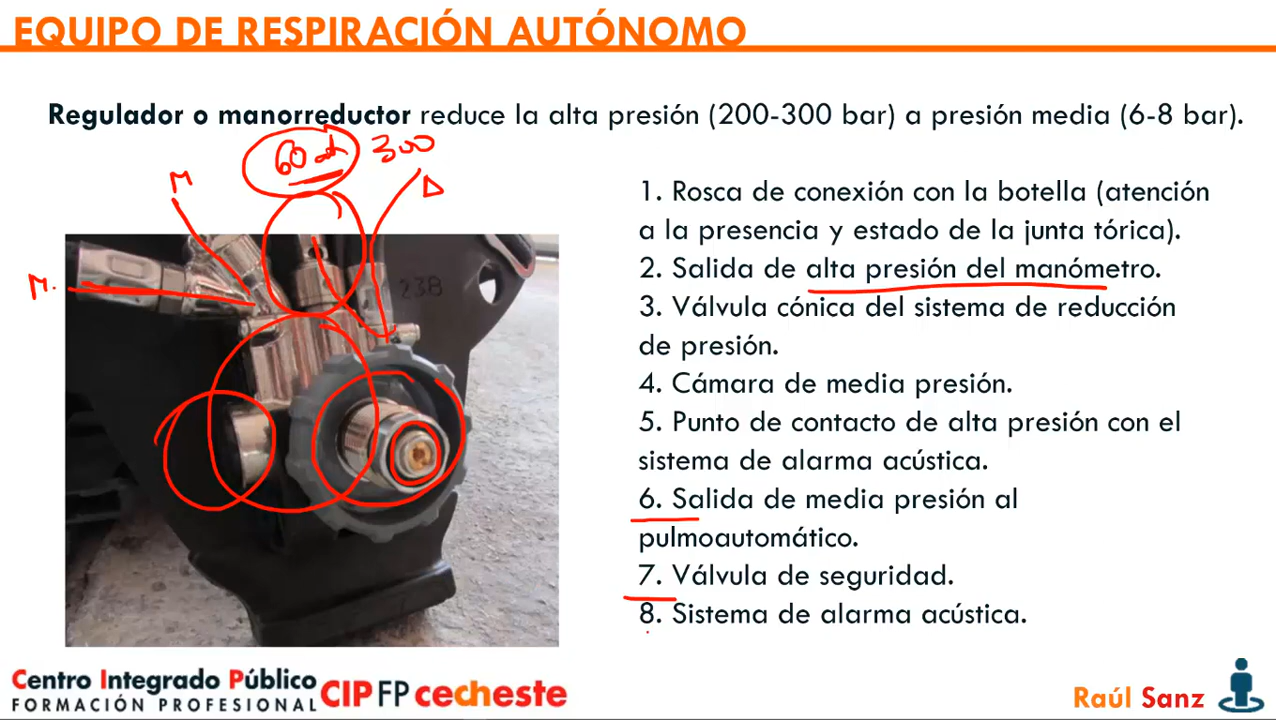 EQUIPO DE RESPIRACIÓN AUTÓNOMO
Regulador o manorreductor reduce la alta presión (200-300 bar) a presión media (6-8 bar).
60
300
M
Δ
M.
23B
1. Rosca de conexión con la botella (atención
a la presencia y estado de la junta tórica).
2. Salida de alta presión del manómetro.
3. Válvula cónica del sistema de reducción
de presión.
4. Cámara de media presión.
5. Punto de contacto de alta presión con el
sistema de alarma acústica.
6. Salida de media presión al
pulmoautomático.
7. Válvula de seguridad.
8. Sistema de alarma acústica.
Centro Integrado Público
FORMACIÓN PROFESIONAL
CIPFP cecheste
Raúl Sanz